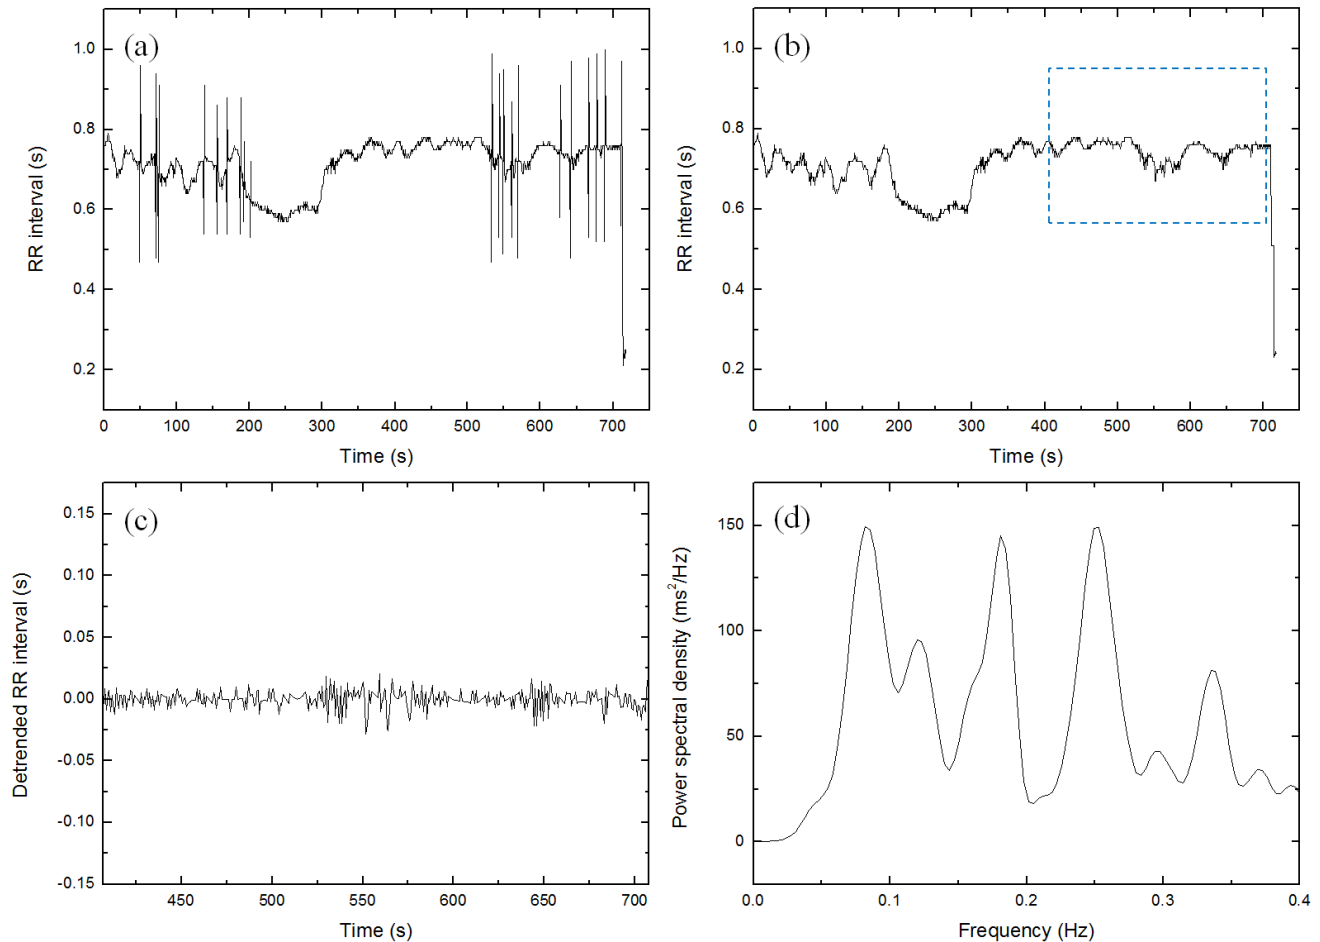 (a)
RR interval (s)
1.0
0.8
0.6
0.4
0.2
0 100 200 300 400 500 600 700
Time (s)
(b)
RR interval (s)
1.0
0.8
0.6
0.4
0.2
0 100 200 300 400 500 600 700
Time (s)
(c)
Detrended RR interval (s)
0.15
0.10
0.05
0.00
-0.05
-0.10
-0.15
450 500 550 600 650 700
Time (s)
(d)
Power spectral density (ms²/Hz)
150
100
50
0
0.0 0.1 0.2 0.3 0.4
Frequency (Hz)